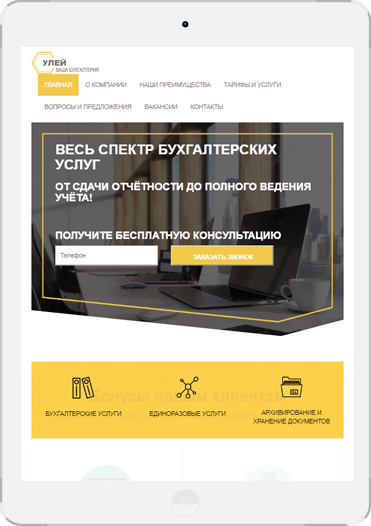 УЛЕЙ
ВАША БУХГАЛТЕРИЯ
ГЛАВНАЯ О КОМПАНИИ НАШИ ПРЕИМУЩЕСТВА ТАРИФЫ И УСЛУГИ
ВОПРОСЫ И ПРЕДЛОЖЕНИЯ ВАКАНСИИ КОНТАКТЫ
ВЕСЬ СПЕКТР БУХГАЛТЕРСКИХ
УСЛУГ
ОТ СДАЧИ ОТЧЁТНОСТИ ДО ПОЛНОГО ВЕДЕНИЯ
УЧЁТА!
ПОЛУЧИТЕ БЕСПЛАТНУЮ КОНСУЛЬТАЦИЮ
Телефон ЗАКАЗАТЬ ЗВОНОК
Бонусы новым клиентам
БУХГАЛТЕРСКИЕ УСЛУГИ ЕДИНОРАЗОВЫЕ УСЛУГИ АРХИВИРОВАНИЕ И
ХРАНЕНИЕ ДОКУМЕНТОВ